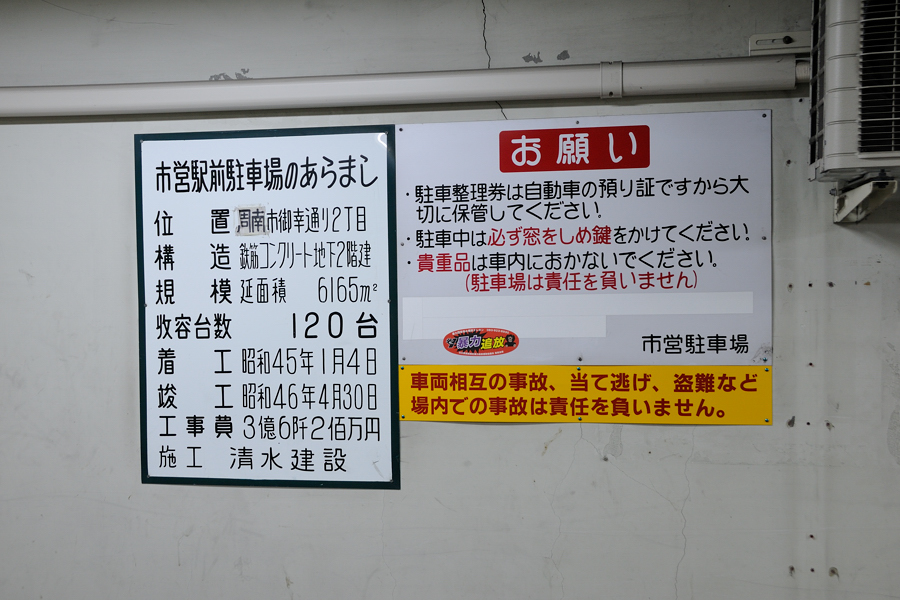 市営駅前駐車場のあらまし
位置 周南市御幸通り2丁目
構造 鉄筋コンクリート地下2階建
規模 延面積 6165m²
收容台数 120台
着工 昭和45年1月4日
竣工 昭和46年4月30日
工事費 3億6阡2佰万円
施工 清水建設
お願い
・駐車整理券は自動車の預り証ですから大
切に保管してください。
・駐車中は必ず窓をしめ鍵をかけてください。
・貴重品は車内におかないでください。
(駐車場は責任を負いません)
暴力追放
市営駐車場
車両相互の事故、当て逃げ、盗難など
場内での事故は責任を負いません。